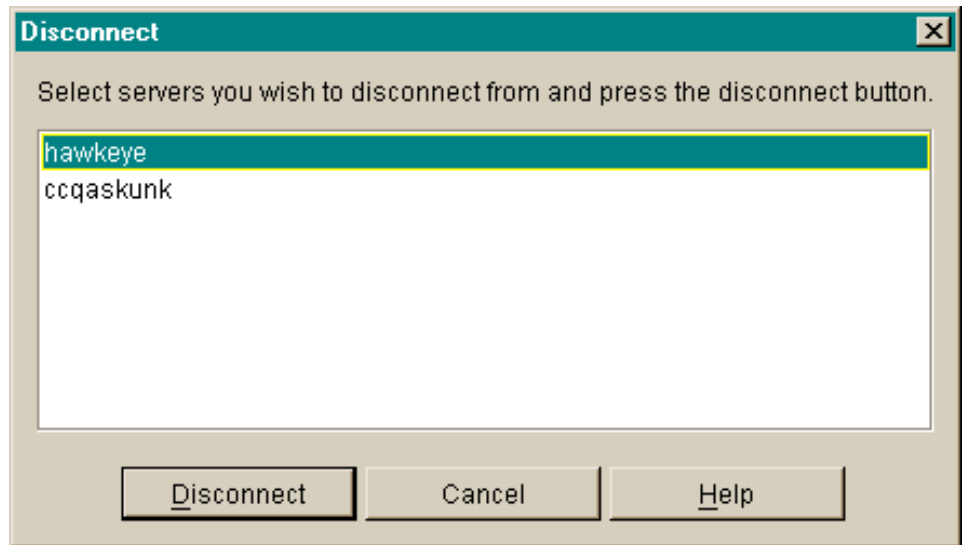 Disconnect
Select servers you wish to disconnect from and press the disconnect button.
hawkeye
ccqaskunk
Disconnect Cancel Help